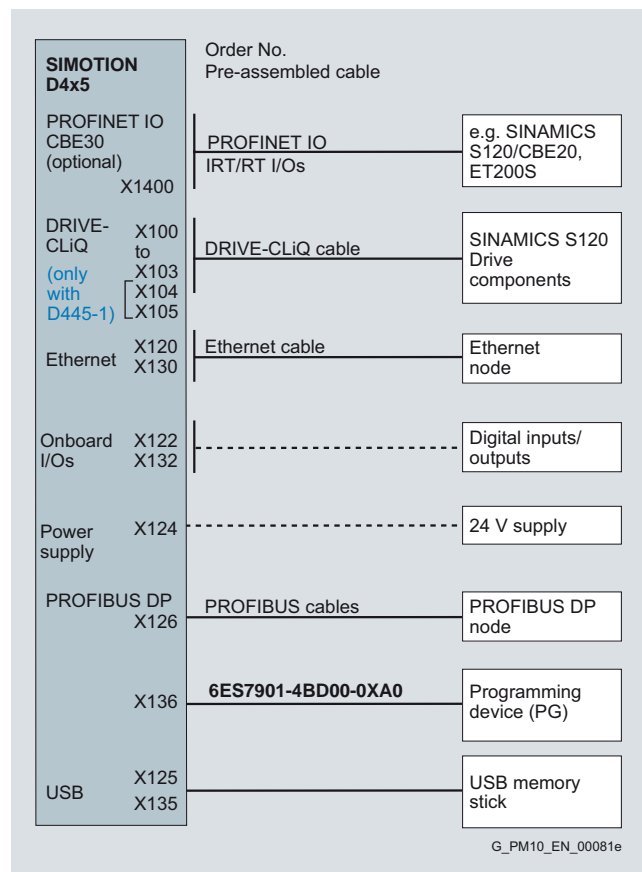 SIMOTION
D4x5
Order No.
Pre-assembled cable
PROFINET IO
CBE30
(optional)
X1400
PROFINET IO
IRT/RT I/Os
e.g. SINAMICS
S120/CBE20,
ET200S
DRIVE-
CLiQ
(only
with
D445-1)
X100
to
X103
X104
X105
DRIVE-CLiQ cable
SINAMICS S120
Drive
components
Ethernet
X120
X130
Ethernet cable
Ethernet
node
Onboard
I/Os
X122
X132
Digital inputs/
outputs
Power
supply
X124
24 V supply
PROFIBUS DP
X126
PROFIBUS cables
PROFIBUS DP
node
X136
6ES7901-4BD00-0XA0
Programming
device (PG)
USB
X125
X135
USB memory
stick
G_PM10_EN_00081e